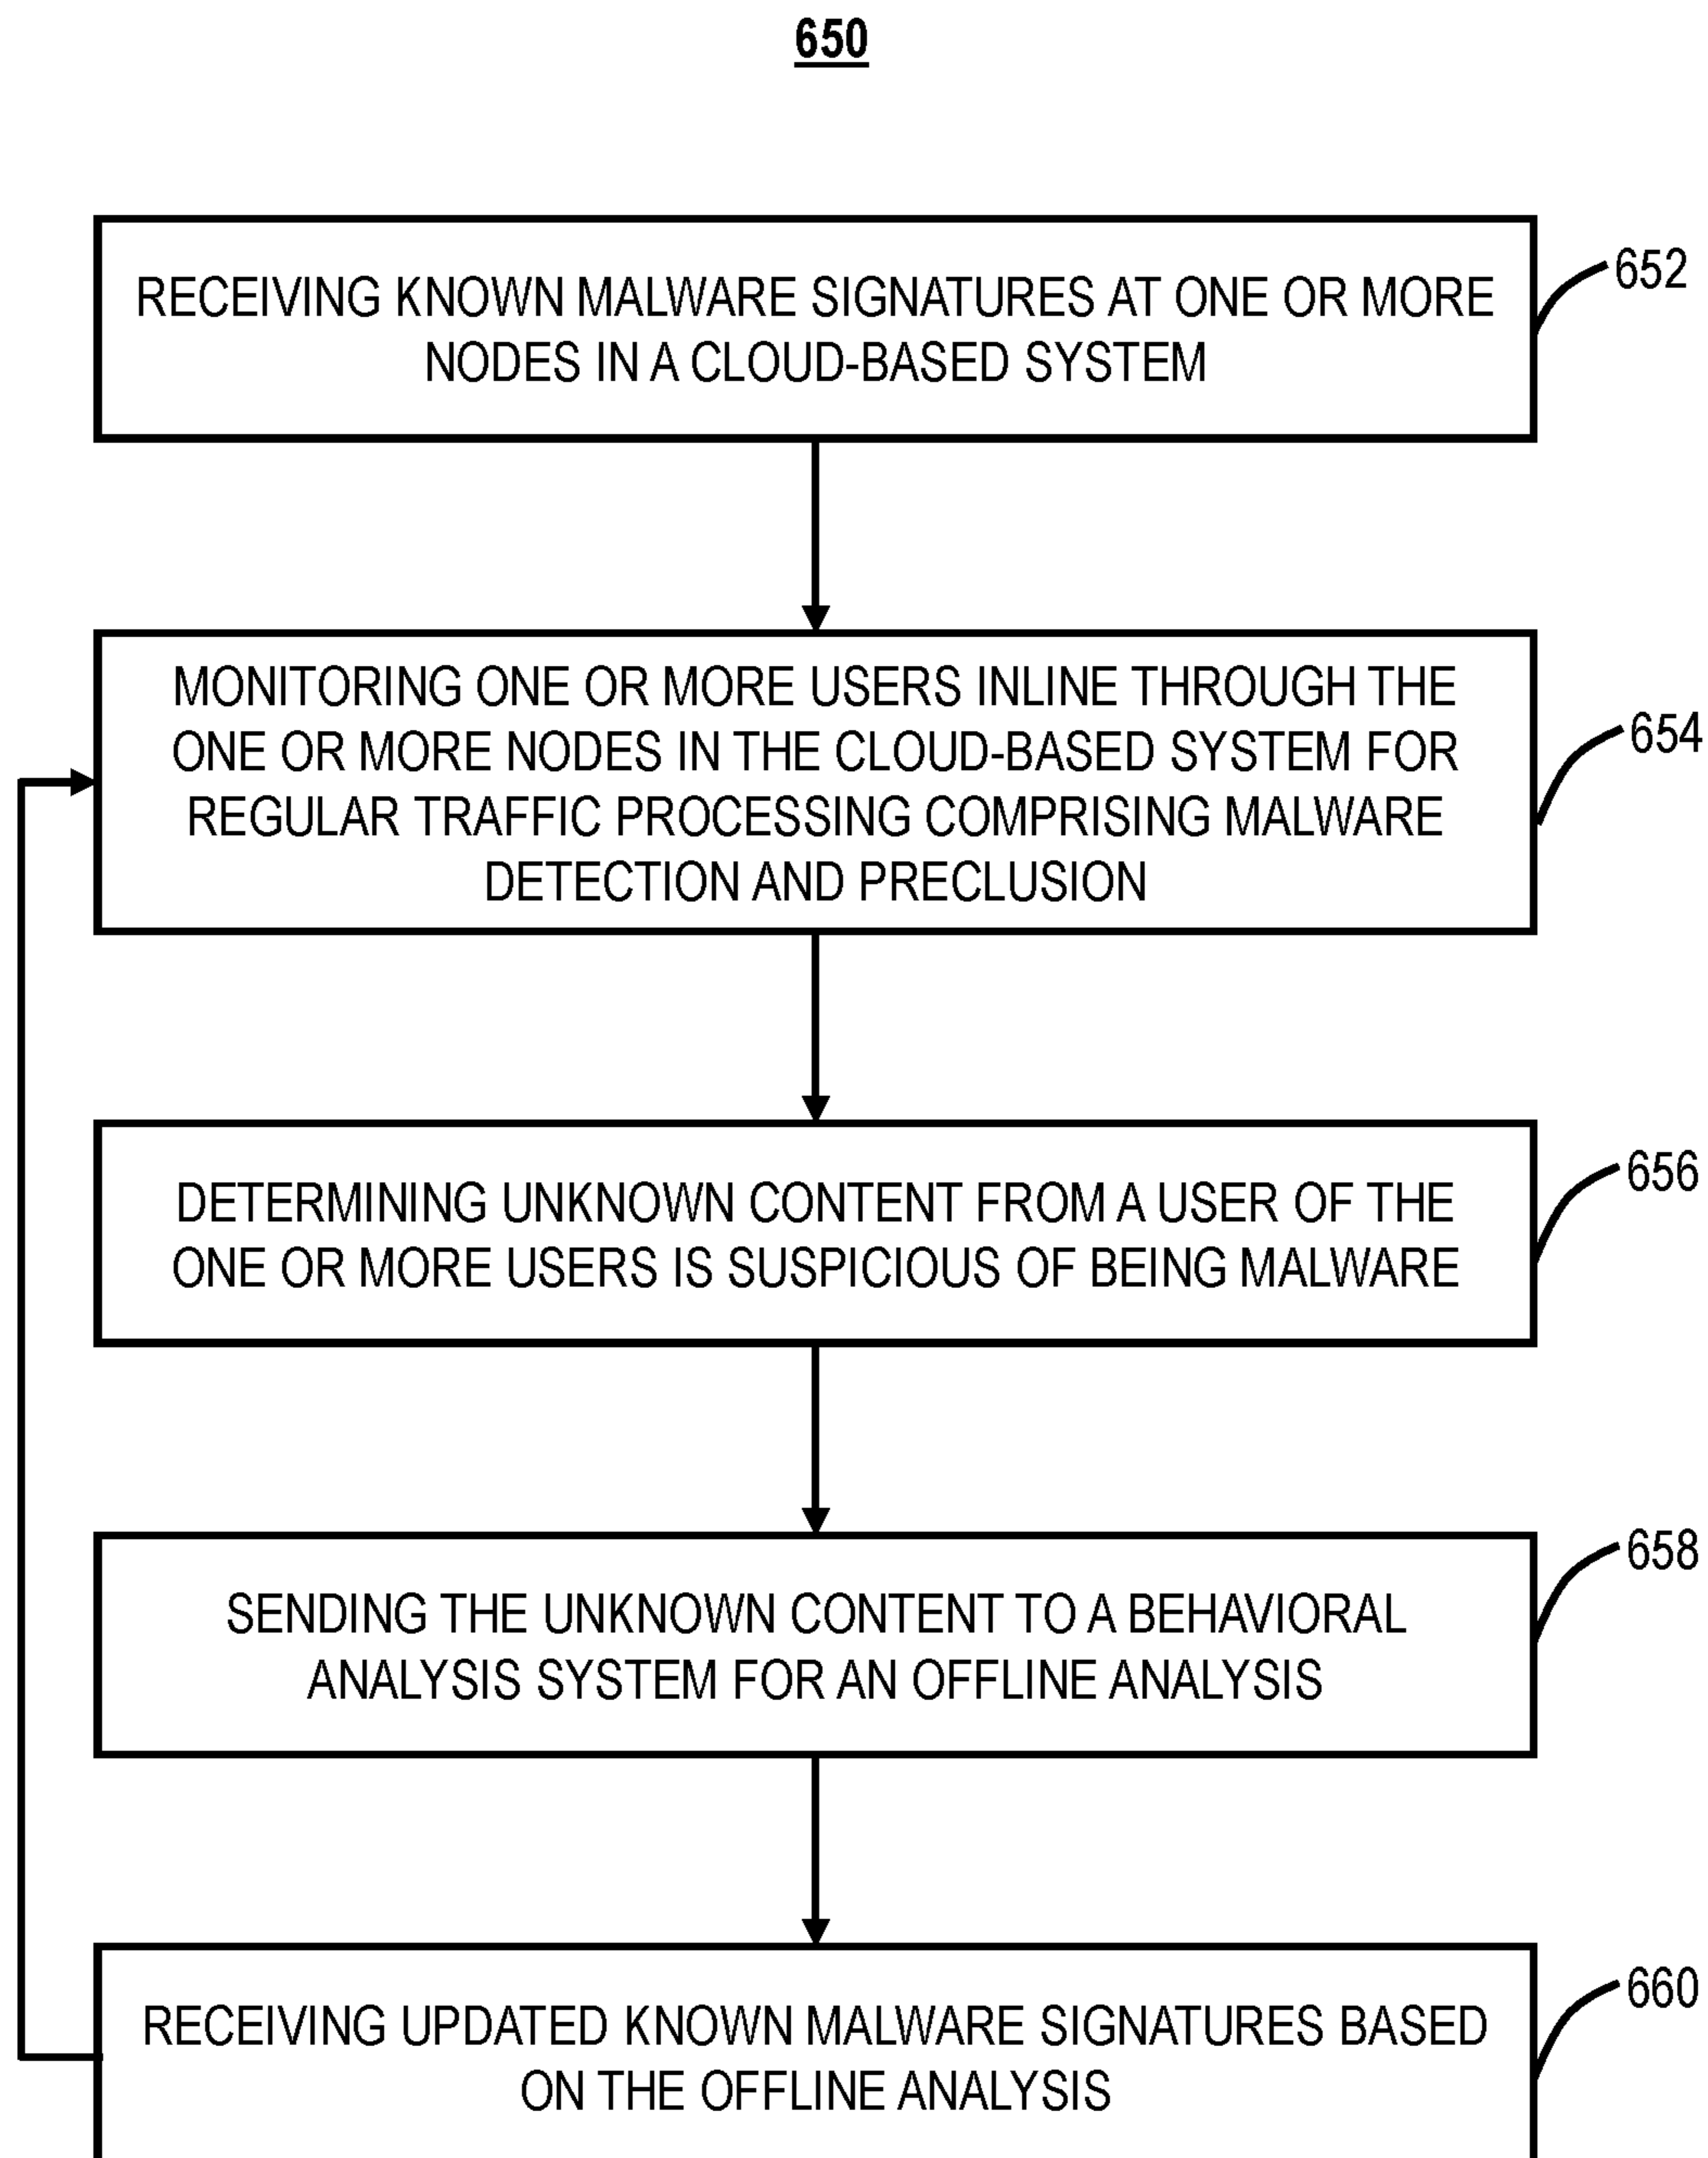 650
RECEIVING KNOWN MALWARE SIGNATURES AT ONE OR MORE
NODES IN A CLOUD-BASED SYSTEM
652
MONITORING ONE OR MORE USERS INLINE THROUGH THE
ONE OR MORE NODES IN THE CLOUD-BASED SYSTEM FOR
REGULAR TRAFFIC PROCESSING COMPRISING MALWARE
DETECTION AND PRECLUSION
654
DETERMINING UNKNOWN CONTENT FROM A USER OF THE
ONE OR MORE USERS IS SUSPICIOUS OF BEING MALWARE
656
SENDING THE UNKNOWN CONTENT TO A BEHAVIORAL
ANALYSIS SYSTEM FOR AN OFFLINE ANALYSIS
658
RECEIVING UPDATED KNOWN MALWARE SIGNATURES BASED
ON THE OFFLINE ANALYSIS
660